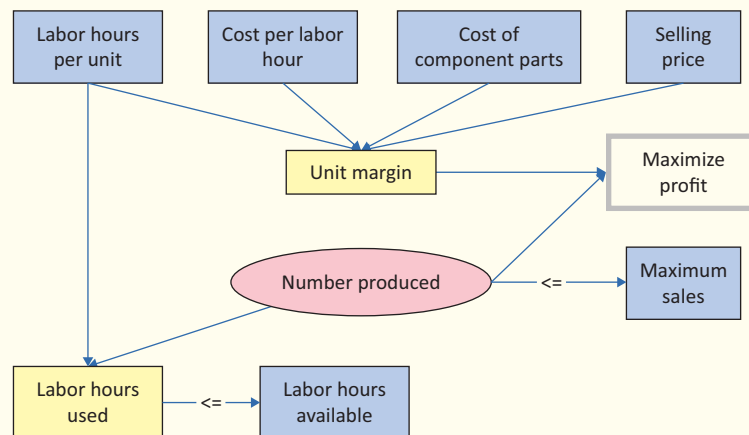 Labor hours
per unit
Cost per labor
hour
Cost of
component parts
Selling
price
Unit margin
Maximize
profit
Number produced
<=
Maximum
sales
Labor hours
used
<=
Labor hours
available